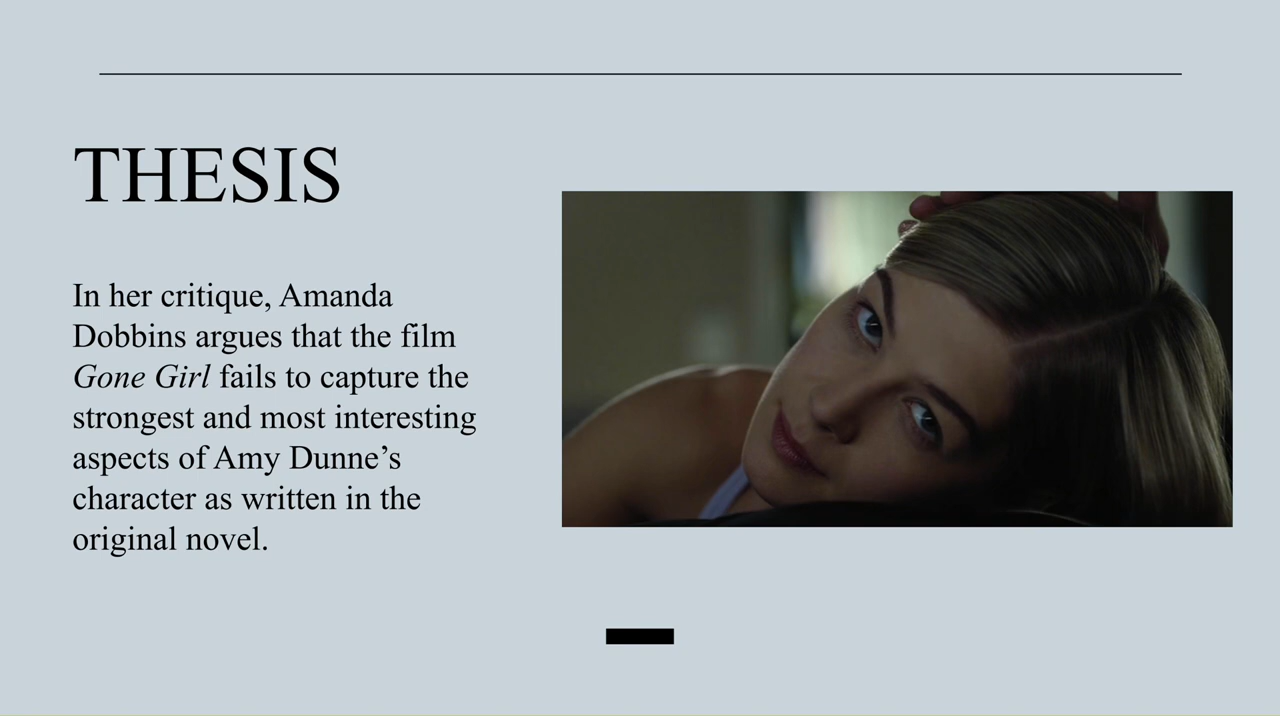 THESIS
In her critique, Amanda
Dobbins argues that the film
Gone Girl fails to capture the
strongest and most interesting
aspects of Amy Dunne’s
character as written in the
original novel.